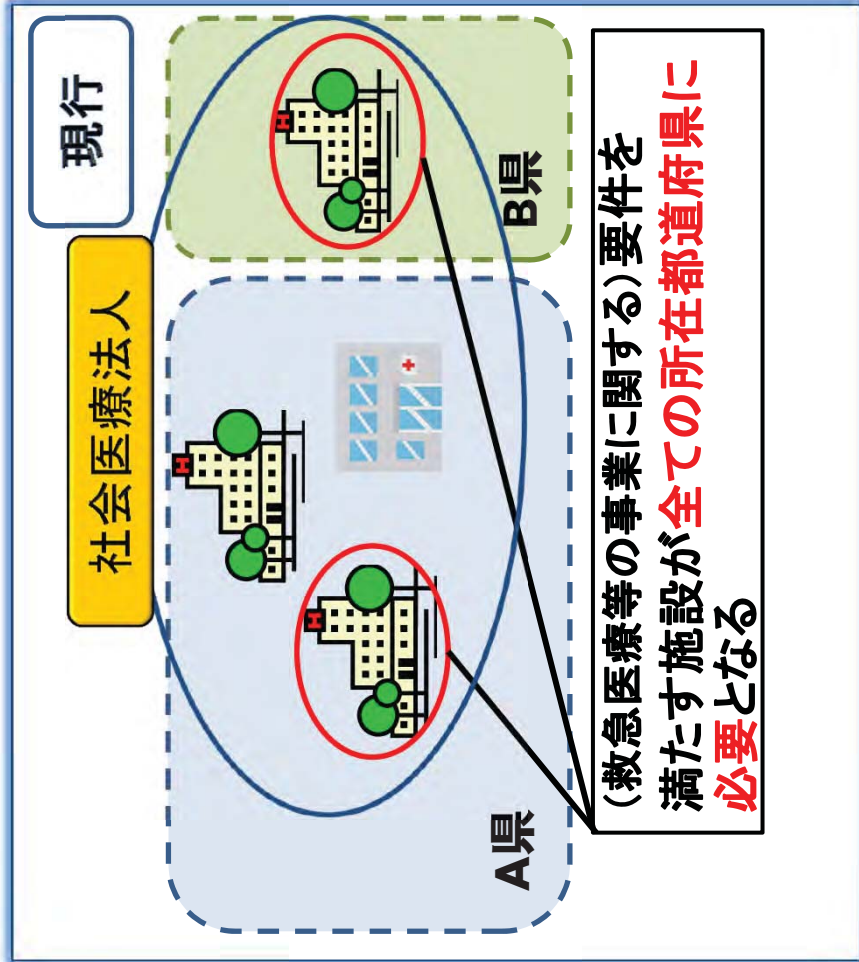 現行
社会医療法人
A県
B県
H
H
H
(救急医療等の事業に関する)要件を
満たす施設が全ての所在都道府県に
必要となる